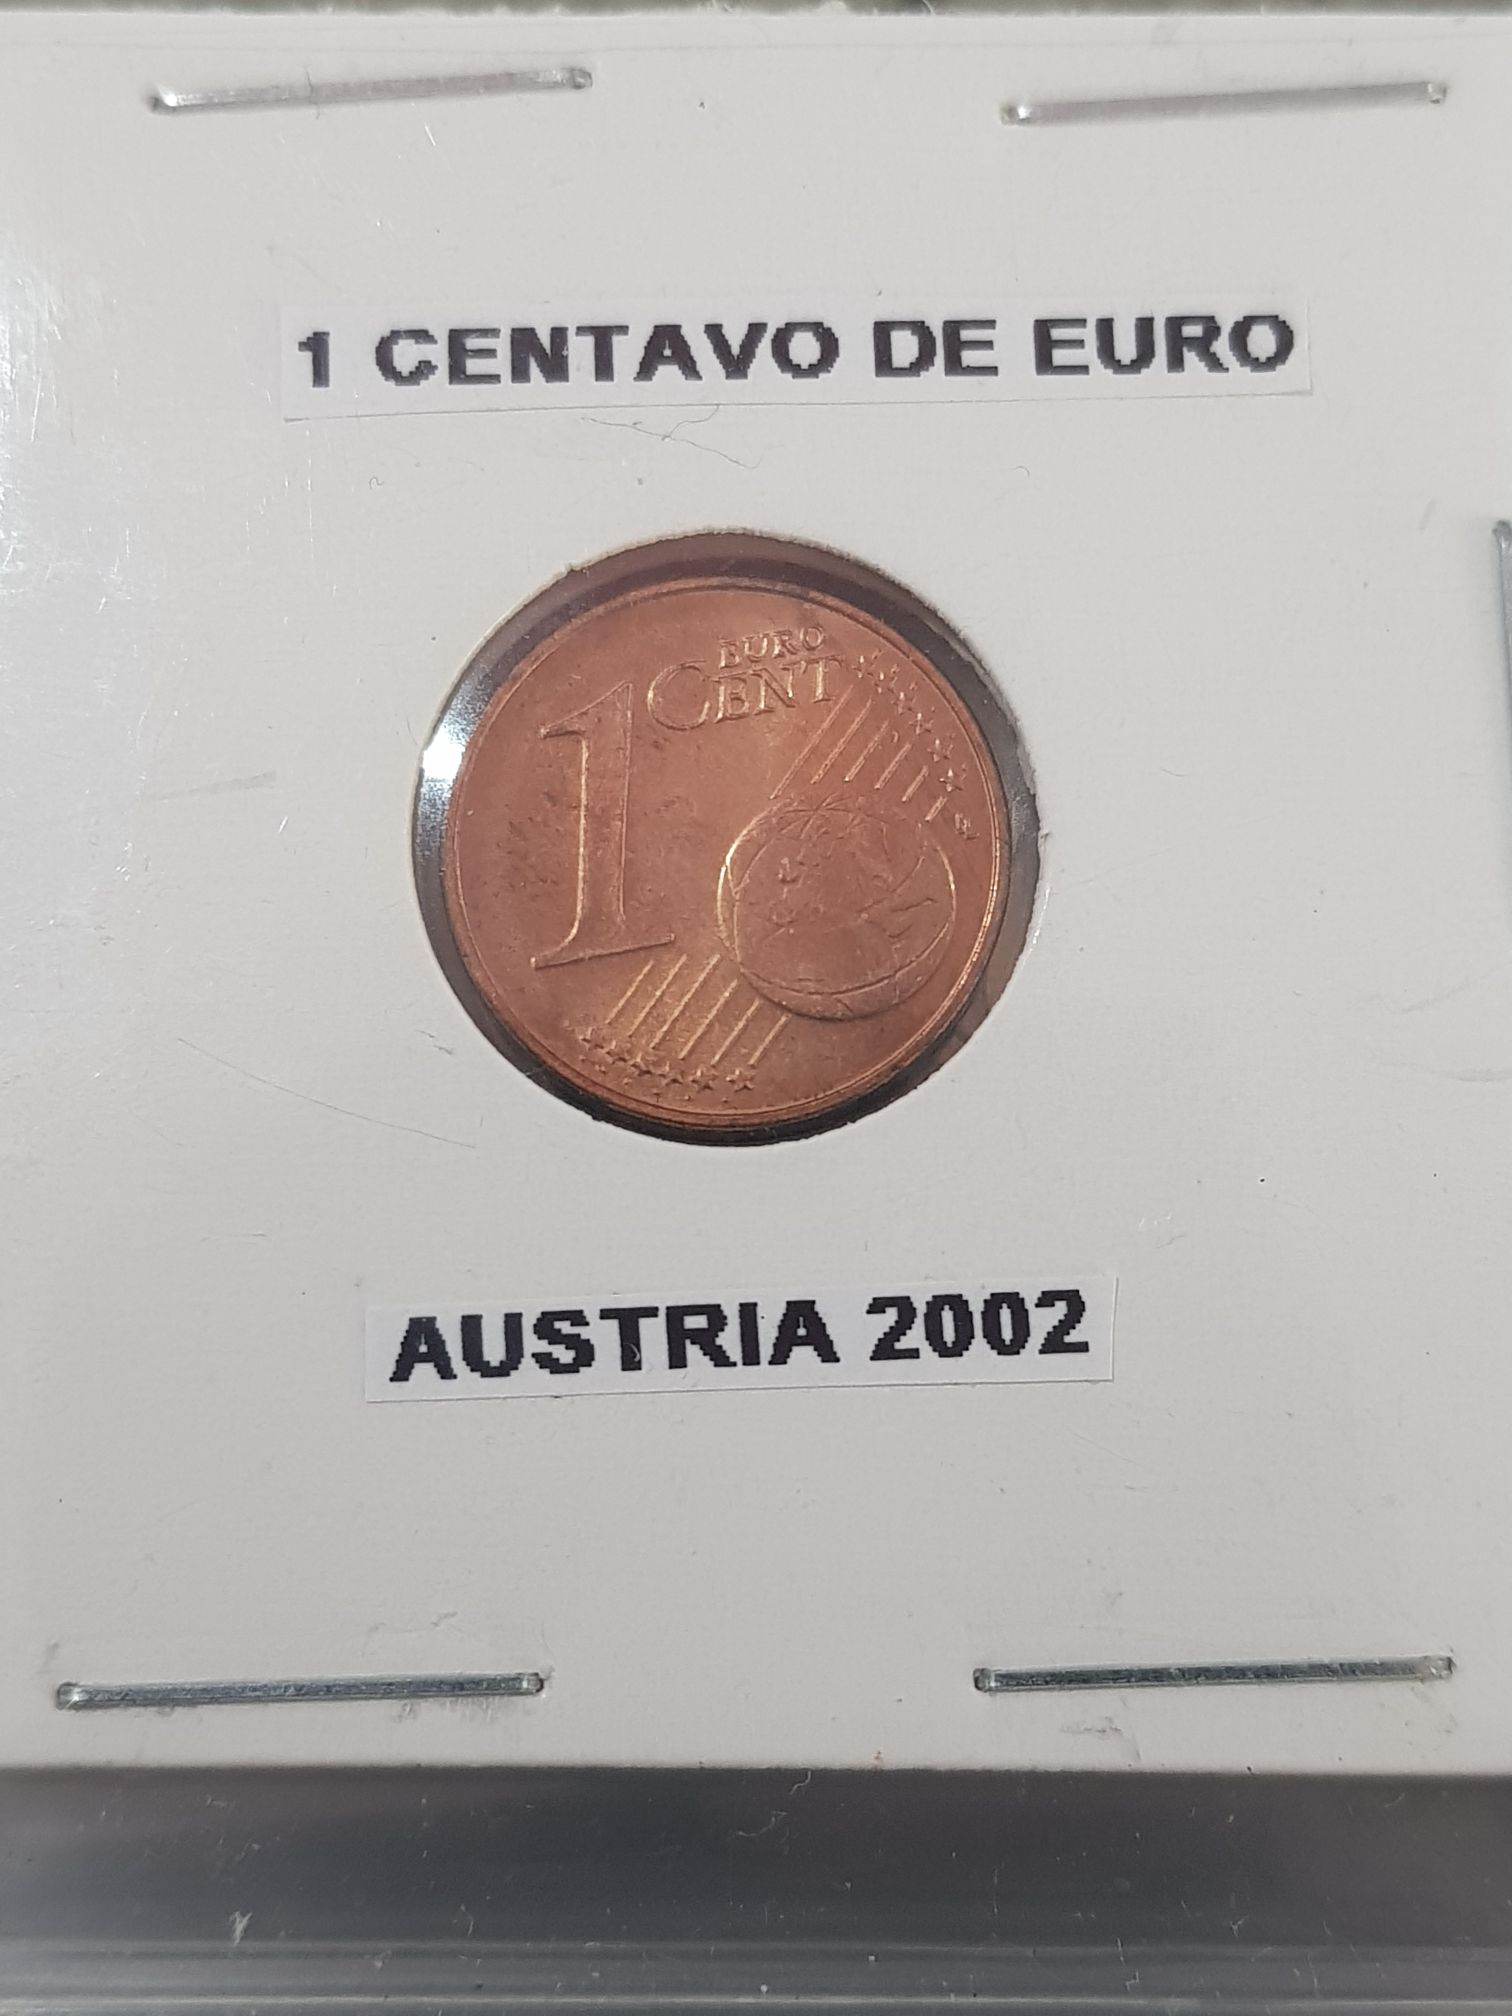 1 CENTAVO DE EURO
EURO
1 CENT
AUSTRIA 2002